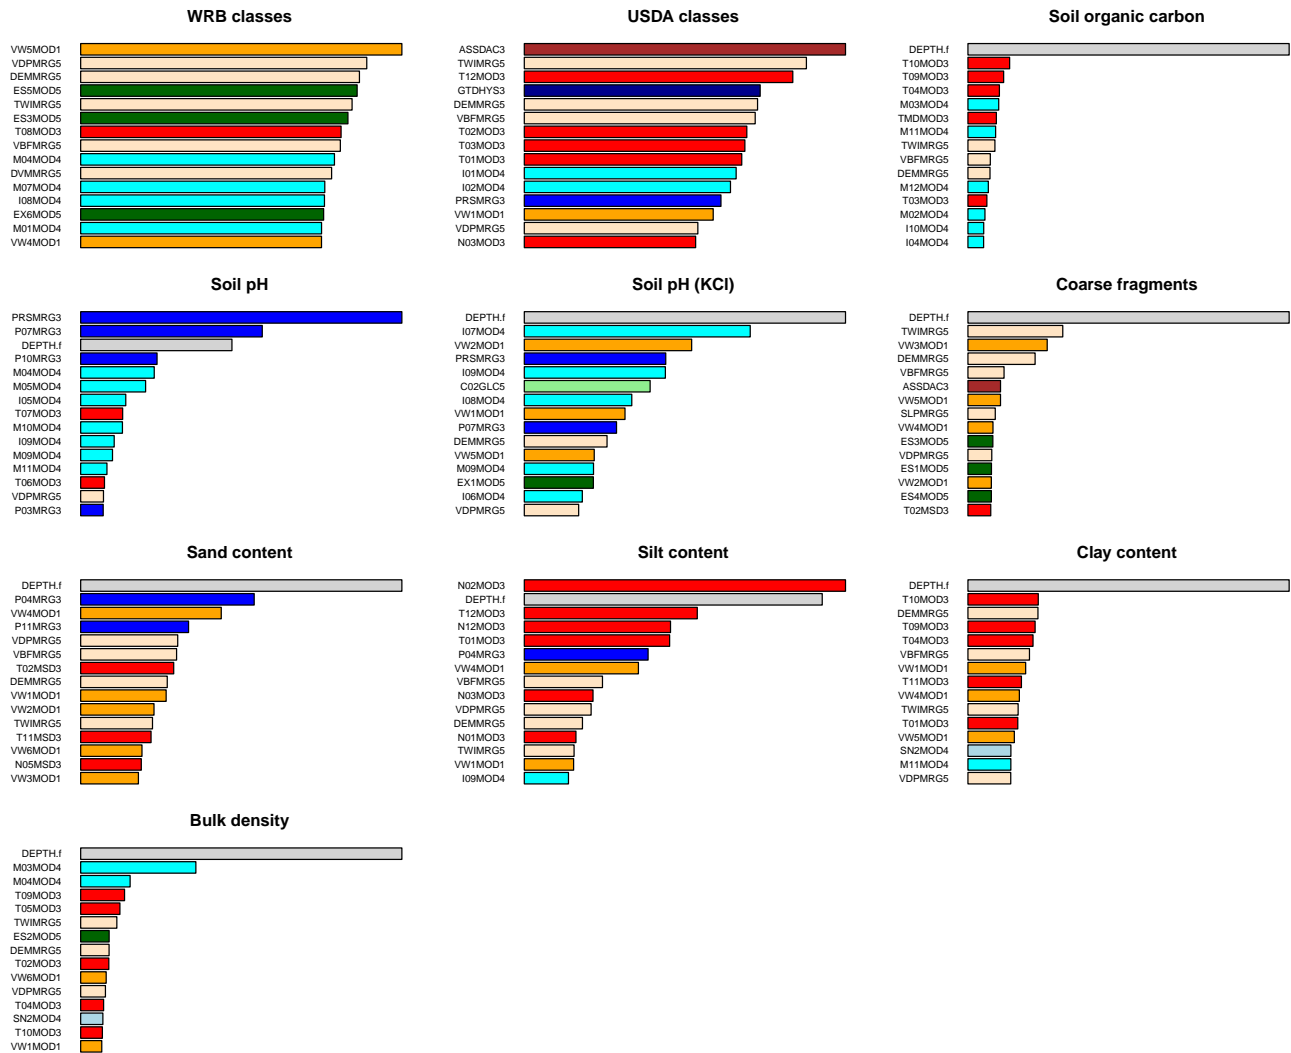 WRB classes
VW5MOD1
VDPMRG5
DEMMRG5
ES5MOD5
TWIMRG5
ES3MOD5
T08MOD3
VBFMRG5
M04MOD4
DVMMRG5
M07MOD4
I08MOD4
EX6MOD5
M01MOD4
VW4MOD1
USDA classes
ASSDAC3
TWIMRG5
T12MOD3
GTDHYS3
DEMMRG5
VBFMRG5
T02MOD3
T03MOD3
T01MOD3
I01MOD4
I02MOD4
PRSMRG3
VW1MOD1
VDPMRG5
N03MOD3
Soil organic carbon
DEPTH.f
T10MOD3
T09MOD3
T04MOD3
M03MOD4
TMDMOD3
M11MOD4
TWIMRG5
VBFMRG5
DEMMRG5
M12MOD4
T03MOD3
M02MOD4
I10MOD4
I04MOD4
Soil pH
PRSMRG3
P07MRG3
DEPTH.f
P10MRG3
M04MOD4
M05MOD4
I05MOD4
T07MOD3
M10MOD4
I09MOD4
M09MOD4
M11MOD4
T06MOD3
VDPMRG5
P03MRG3
Soil pH (KCl)
DEPTH.f
I07MOD4
VW2MOD1
PRSMRG3
I09MOD4
C02GLC5
I08MOD4
VW1MOD1
P07MRG3
DEMMRG5
VW5MOD1
M09MOD4
EX1MOD5
I06MOD4
VDPMRG5
Coarse fragments
DEPTH.f
TWIMRG5
VW3MOD1
DEMMRG5
VBFMRG5
ASSDAC3
VW5MOD1
SLPMRG5
VW4MOD1
ES3MOD5
VDPMRG5
ES1MOD5
VW2MOD1
ES4MOD5
T02MSD3
Sand content
DEPTH.f
P04MRG3
VW4MOD1
P11MRG3
VDPMRG5
VBFMRG5
T02MSD3
DEMMRG5
VW1MOD1
VW2MOD1
TWIMRG5
T11MSD3
VW6MOD1
N05MSD3
VW3MOD1
Silt content
N02MOD3
DEPTH.f
T12MOD3
N12MOD3
T01MOD3
P04MRG3
VW4MOD1
VBFMRG5
N03MOD3
VDPMRG5
DEMMRG5
N01MOD3
TWIMRG5
VW1MOD1
I09MOD4
Clay content
DEPTH.f
T10MOD3
DEMMRG5
T09MOD3
T04MOD3
VBFMRG5
VW1MOD1
T11MOD3
VW4MOD1
TWIMRG5
T01MOD3
VW5MOD1
SN2MOD4
M11MOD4
VDPMRG5
Bulk density
DEPTH.f
M03MOD4
M04MOD4
T09MOD3
T05MOD3
TWIMRG5
ES2MOD5
DEMMRG5
T02MOD3
VW6MOD1
VDPMRG5
T04MOD3
SN2MOD4
T10MOD3
VW1MOD1